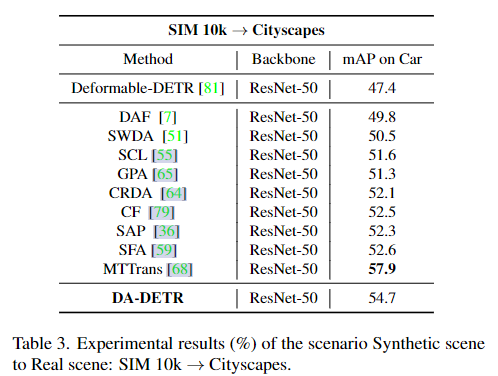 SIM 10k → Cityscapes
Method Backbone mAP on Car
Deformable-DETR [81] ResNet-50 47.4
DAF [7] ResNet-50 49.8
SWDA [51] ResNet-50 50.5
SCL [55] ResNet-50 51.6
GPA [65] ResNet-50 51.3
CRDA [64] ResNet-50 52.1
CF [79] ResNet-50 52.5
SAP [36] ResNet-50 52.3
SFA [59] ResNet-50 52.6
MTTrans [68] ResNet-50 57.9
DA-DETR ResNet-50 54.7
Table 3. Experimental results (%) of the scenario Synthetic scene
to Real scene: SIM 10k → Cityscapes.